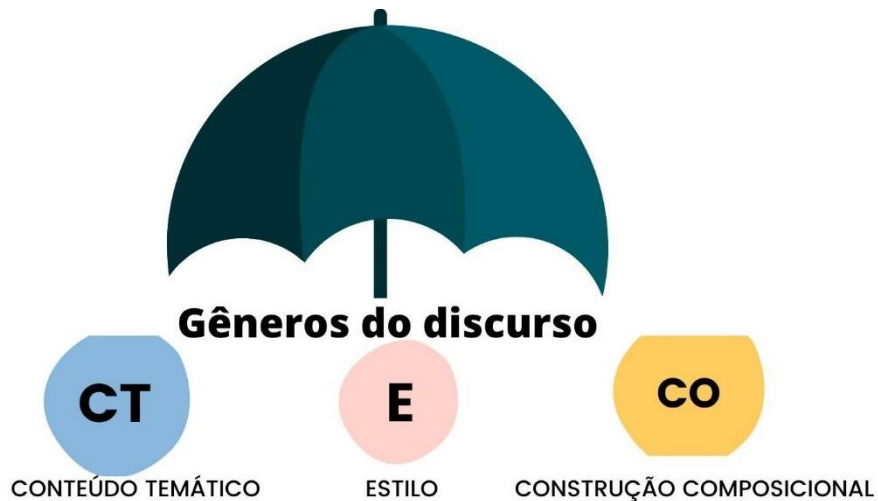 Gêneros do discurso
CT
E
CO
CONTEÚDO TEMÁTICO
ESTILO
CONSTRUÇÃO COMPOSICIONAL